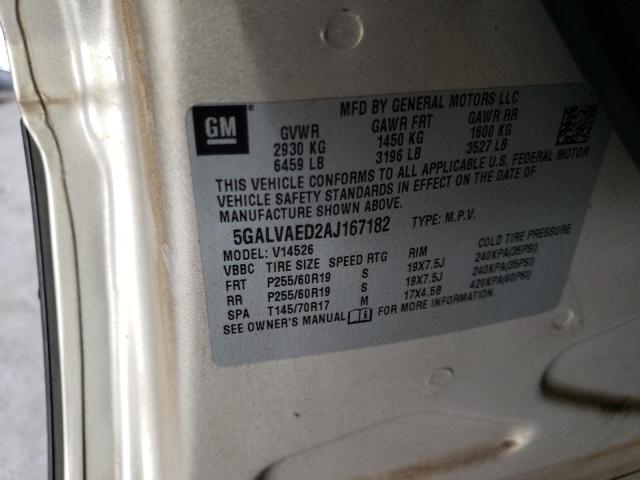 MFD BY GENERAL MOTORS LLC
GM
GVWR GAWR FRT GAWR RR
2930 KG 1450 KG 1600 KG
6459 LB 3196 LB 3527 LB
THIS VEHICLE CONFORMS TO ALL APPLICABLE U.S. FEDERAL MOTOR
VEHICLE SAFETY STANDARDS IN EFFECT ON THE DATE OF
MANUFACTURE SHOWN ABOVE.
5GALVAED2AJ167182 TYPE: M.P.V.
MODEL: V14526
VBBC TIRE SIZE SPEED RTG RIM COLD TIRE PRESSURE
FRT P255/60R19 S 19X7.5J 240KPA(35PSI)
RR P255/60R19 S 19X7.5J 240KPA(35PSI)
SPA T145/70R17 M 17X4.5B 420KPA(60PSI)
SEE OWNER'S MANUAL FOR MORE INFORMATION.